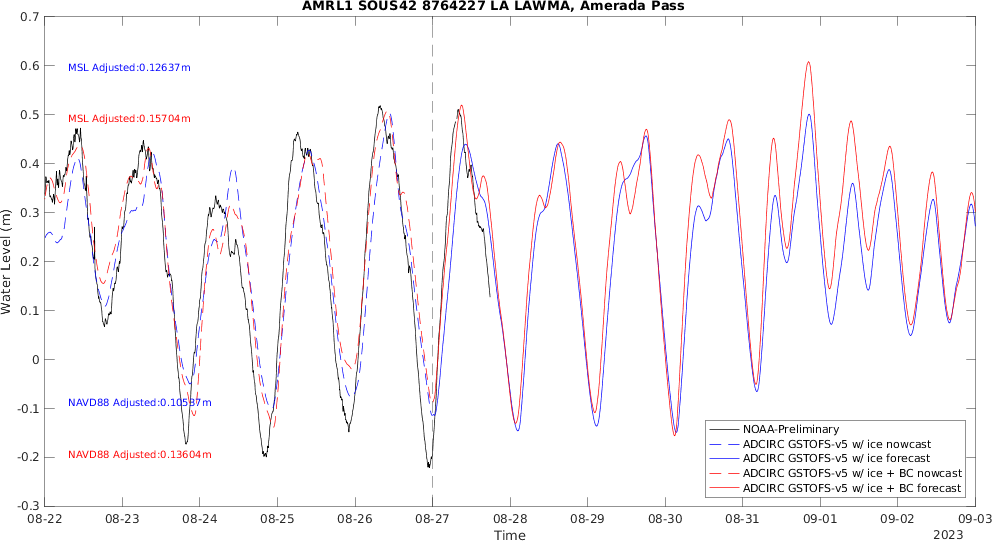 AMRL1 SOUS42 8764227 LA LAWMA, Amerada Pass
Water Level (m)
0.7
0.6
0.5
0.4
0.3
0.2
0.1
0
-0.1
-0.2
-0.3
MSL Adjusted:0.12637m
MSL Adjusted:0.15704m
NAVD88 Adjusted:0.10537m
NAVD88 Adjusted:0.13604m
NOAA-Preliminary
ADCIRC GSTOFS-v5 w/ ice nowcast
ADCIRC GSTOFS-v5 w/ ice forecast
ADCIRC GSTOFS-v5 w/ ice + BC nowcast
ADCIRC GSTOFS-v5 w/ ice + BC forecast
08-22 08-23 08-24 08-25 08-26 08-27 08-28 08-29 08-30 08-31 09-01 09-02 09-03
Time
2023